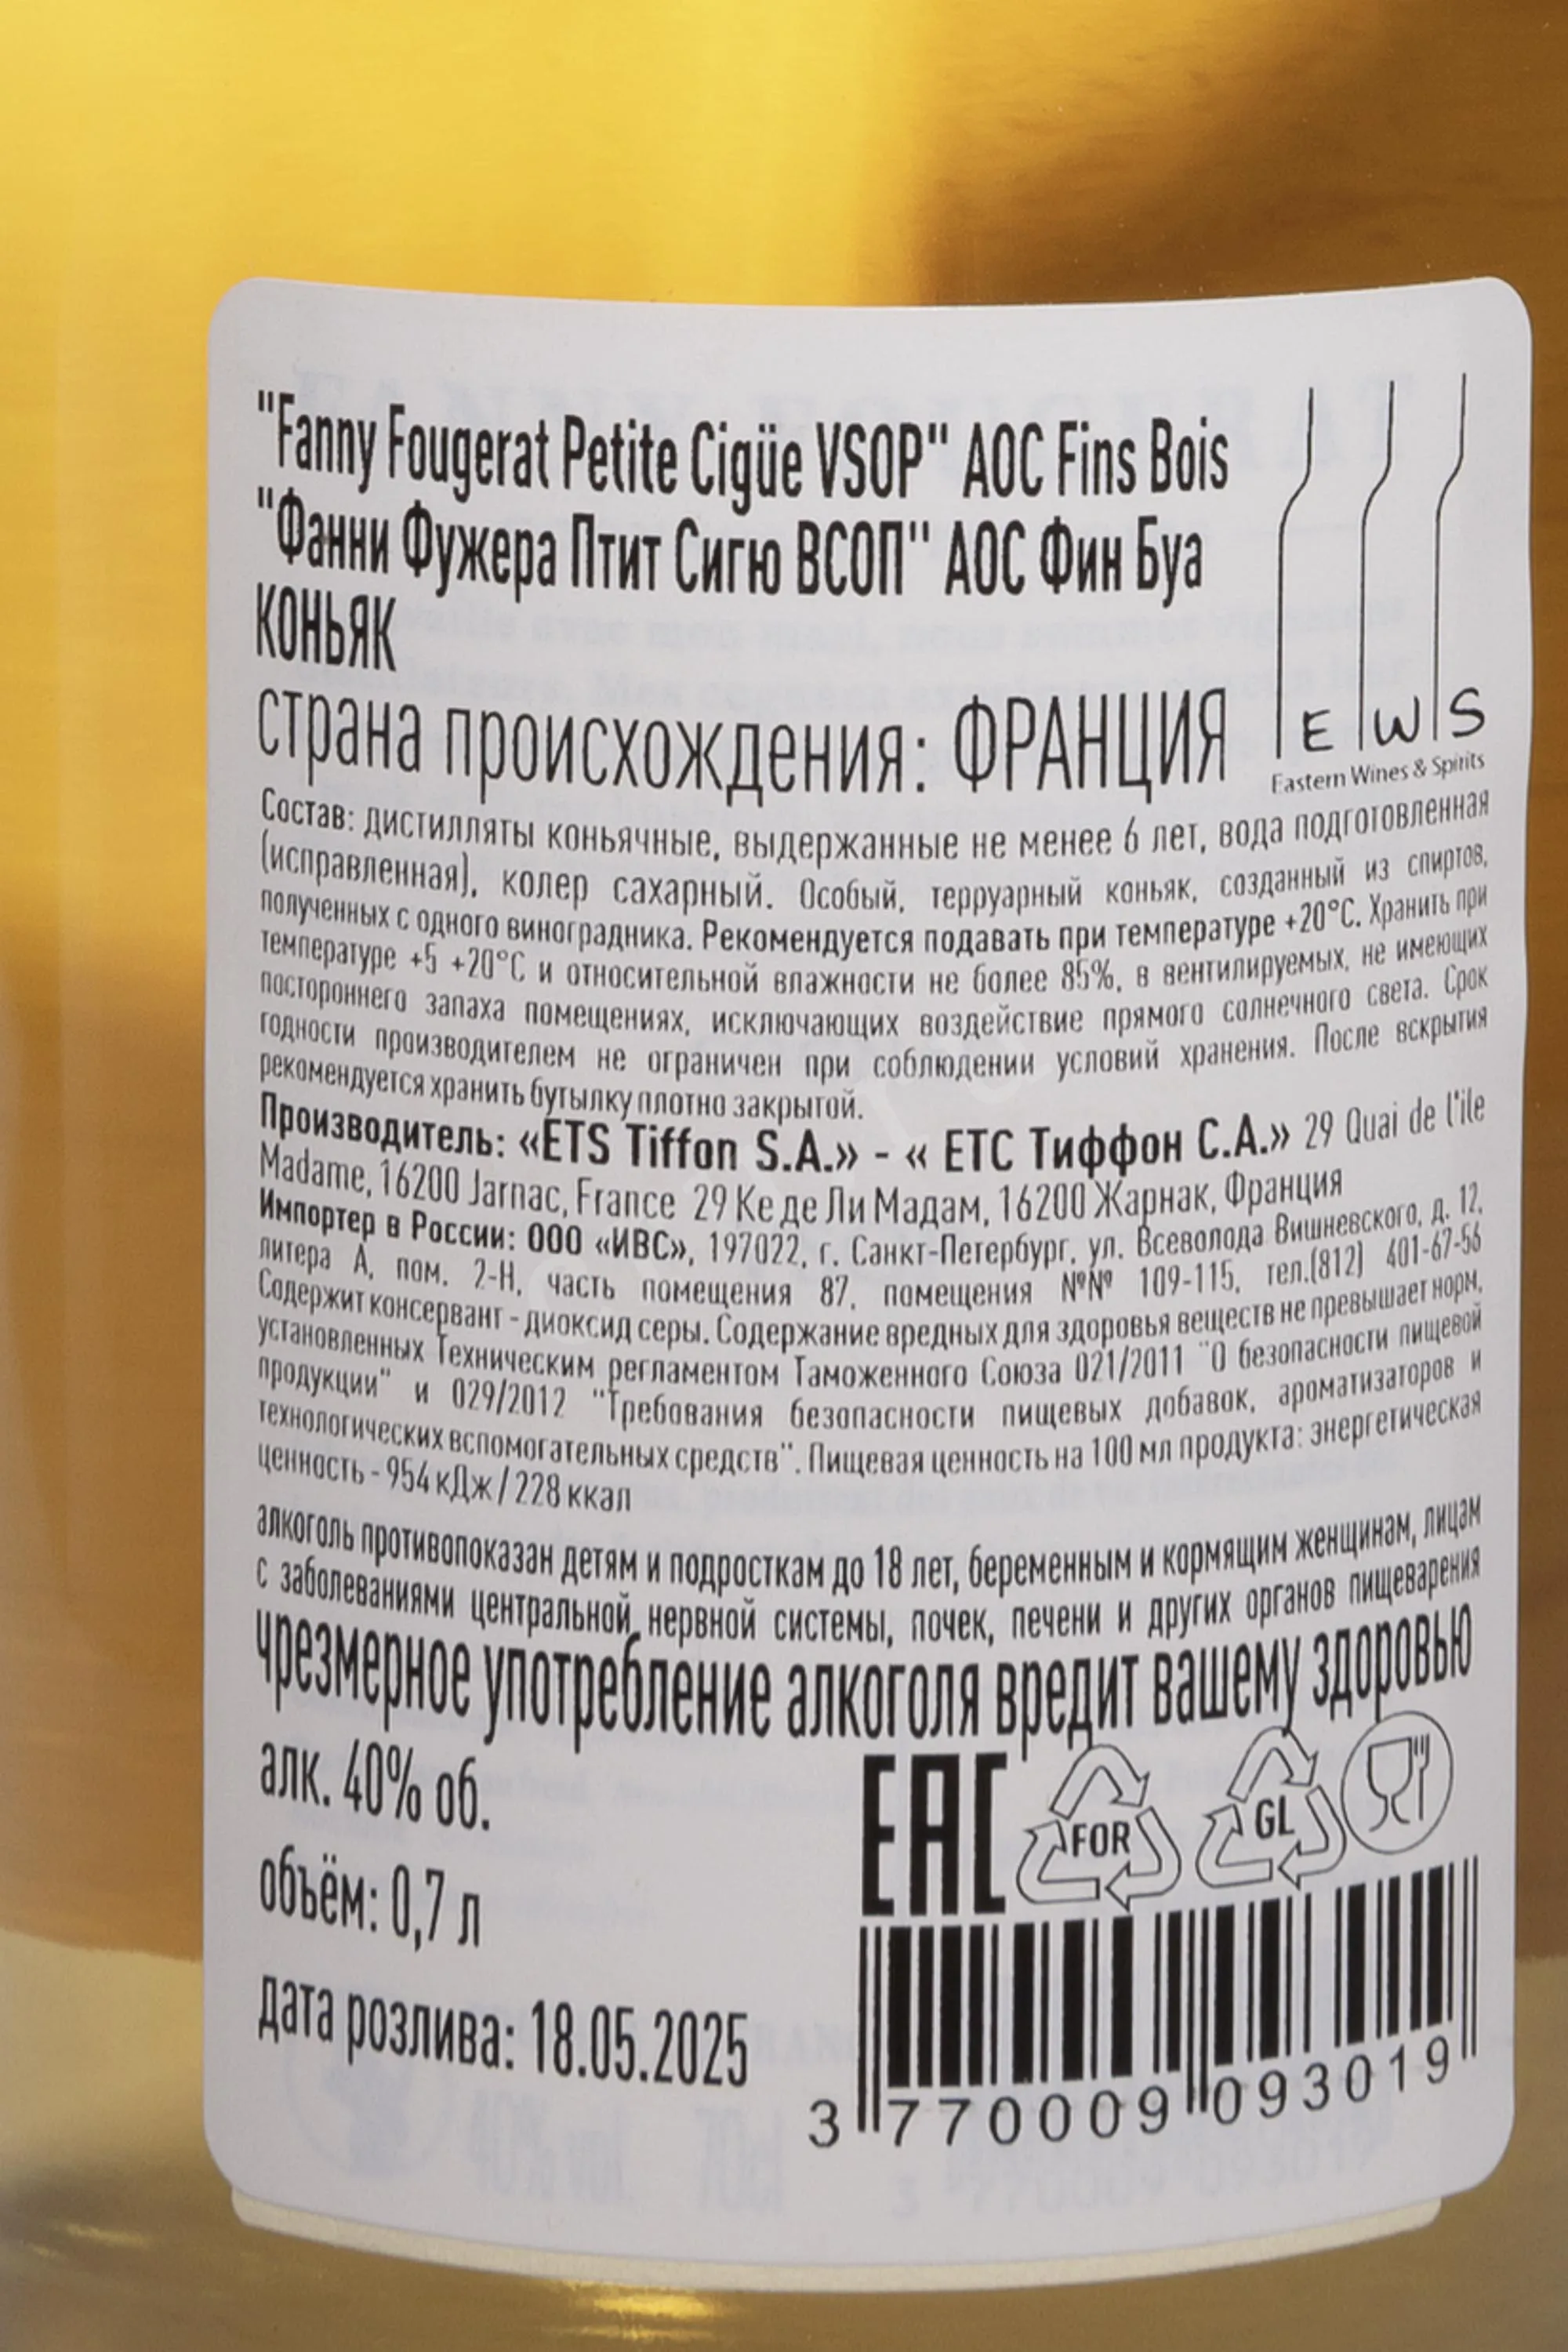 "Fanny Fougerat Petite Cigüe VSOP" AOC Fins Bois
"Фанни Фужера Птит Сигю ВСОП" АОС Фин Буа
КОНЬЯК
страна происхождения: ФРАНЦИЯ
E W S
Eastern Wines & Spirits
Состав: дистилляты коньячные, выдержанные не менее 6 лет, вода подготовленная
(исправленная), колер сахарный. Особый, терруарный коньяк, созданный из спиртов,
полученных с одного виноградника. Рекомендуется подавать при температуре +20°С. Хранить при
температуре +5 +20°С и относительной влажности не более 85%, в вентилируемых, не имеющих
постороннего запаха помещениях, исключающих воздействие прямого солнечного света. Срок
годности производителем не ограничен при соблюдении условий хранения. После вскрытия
рекомендуется хранить бутылку плотно закрытой.
Производитель: «ETS Tiffon S.A.» - « ЕТС Тиффон С.А.» 29 Quai de l'ile
Madame, 16200 Jarnac, France 29 Ке де Ли Мадам, 16200 Жарнак, Франция
Импортер в России: ООО «ИВС», 197022, г. Санкт-Петербург, ул. Всеволода Вишневского, д. 12,
литера А, пом. 2-Н, часть помещения 87, помещения №№ 109-115, тел.(812) 401-67-56
Содержит консервант - диоксид серы. Содержание вредных для здоровья веществ не превышает норм,
установленных Техническим регламентом Таможенного Союза 021/2011 "О безопасности пищевой
продукции" и 029/2012 "Требования безопасности пищевых добавок, ароматизаторов и
технологических вспомогательных средств". Пищевая ценность на 100 мл продукта: энергетическая
ценность - 954 кДж / 228 ккал
алкоголь противопоказан детям и подросткам до 18 лет, беременным и кормящим женщинам, лицам
с заболеваниями центральной нервной системы, почек, печени и других органов пищеварения
чрезмерное употребление алкоголя вредит вашему здоровью
алк. 40% об.
EAC FOR GL
объём: 0,7 л
дата розлива: 18.05.2025
3 770009 093019